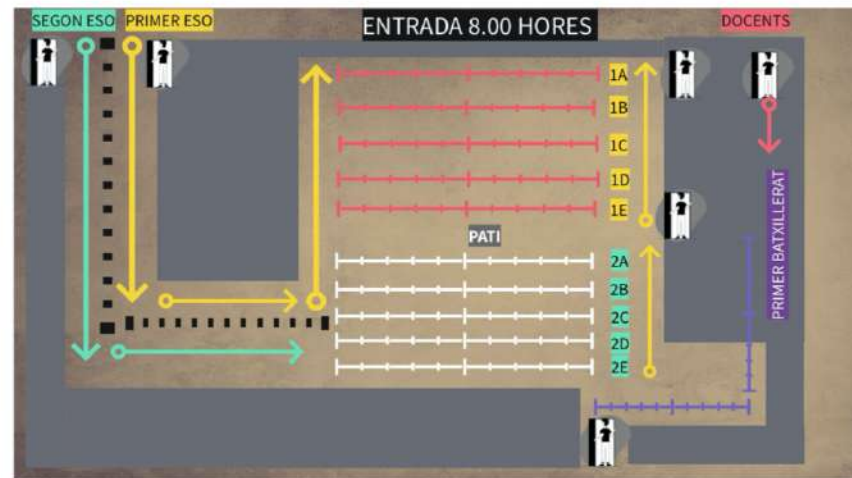 SEGON ESO
PRIMER ESO
ENTRADA 8.00 HORES
DOCENTS
1A
1B
1C
1D
1E
PATI
2A
2B
2C
2D
2E
PRIMER BATXILLERAT